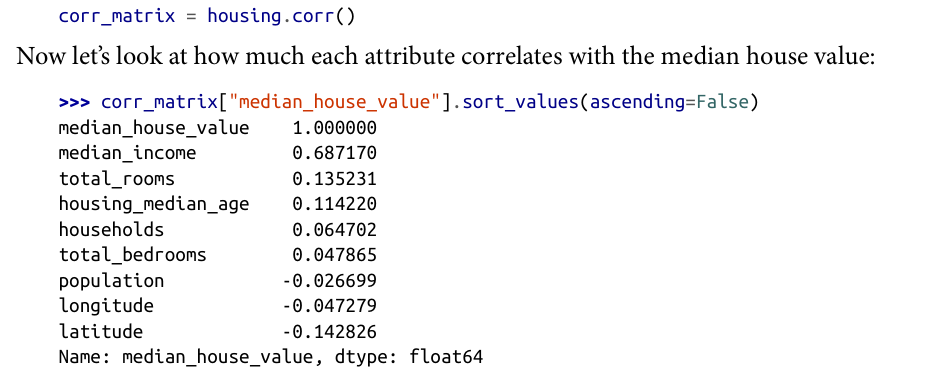 corr_matrix = housing.corr()
Now let’s look at how much each attribute correlates with the median house value:
>>> corr_matrix["median_house_value"].sort_values(ascending=False)
median_house_value    1.000000
median_income         0.687170
total_rooms           0.135231
housing_median_age    0.114220
households            0.064702
total_bedrooms        0.047865
population           -0.026699
longitude            -0.047279
latitude             -0.142826
Name: median_house_value, dtype: float64